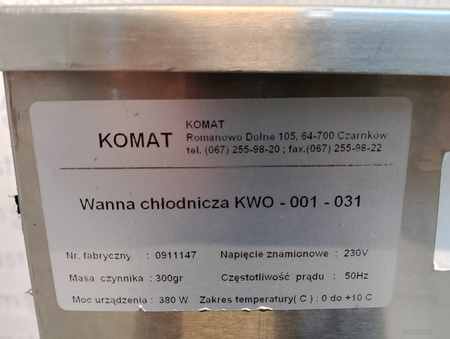 KOMAT
KOMAT
Romanowo Dolne 105, 64-700 Czarnków
tel. (067) 255-98-20 ; fax.(067) 255-98-22
Wanna chłodnicza KWO - 001 - 031
Nr. fabryczny : 0911147 Napięcie znamionowe : 230V
Masa czynnika : 300gr Częstotliwość prądu : 50Hz
Moc urządzenia : 380 W Zakres temperatury( C ) : 0 do +10 C